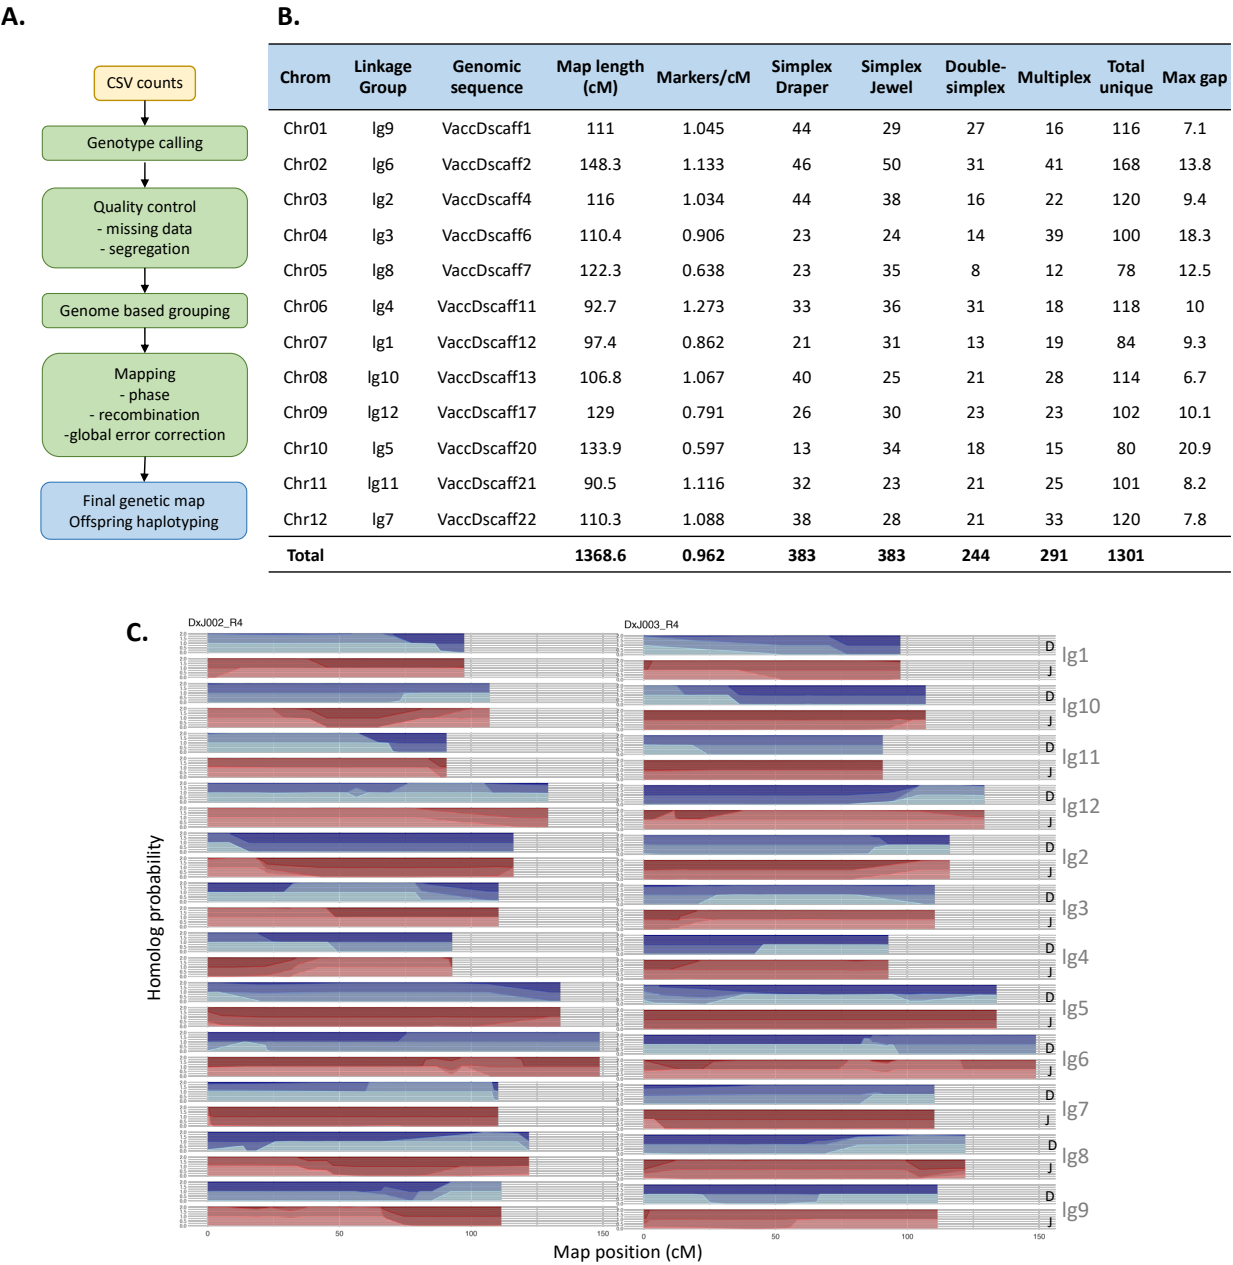 A.
CSV counts
Genotype calling
Quality control
- missing data
- segregation
Genome based grouping
Mapping
- phase
- recombination
-global error correction
Final genetic map
Offspring haplotyping
B.
Chrom Linkage Group Genomic sequence Map length (cM) Markers/cM Simplex Draper Simplex Jewel Double-simplex Multiplex Total unique Max gap
Chr01 lg9 VaccDscaff1 111 1.045 44 29 27 16 116 7.1
Chr02 lg6 VaccDscaff2 148.3 1.133 46 50 31 41 168 13.8
Chr03 lg2 VaccDscaff4 116 1.034 44 38 16 22 120 9.4
Chr04 lg3 VaccDscaff6 110.4 0.906 23 24 14 39 100 18.3
Chr05 lg8 VaccDscaff7 122.3 0.638 23 35 8 12 78 12.5
Chr06 lg4 VaccDscaff11 92.7 1.273 33 36 31 18 118 10
Chr07 lg1 VaccDscaff12 97.4 0.862 21 31 13 19 84 9.3
Chr08 lg10 VaccDscaff13 106.8 1.067 40 25 21 28 114 6.7
Chr09 lg12 VaccDscaff17 129 0.791 26 30 23 23 102 10.1
Chr10 lg5 VaccDscaff20 133.9 0.597 13 34 18 15 80 20.9
Chr11 lg11 VaccDscaff21 90.5 1.116 32 23 21 25 101 8.2
Chr12 lg7 VaccDscaff22 110.3 1.088 38 28 21 33 120 7.8
Total 1368.6 0.962 383 383 244 291 1301
C.
DxJ002_R4
DxJ003_R4
D
J
lg1
D
J
lg10
D
J
lg11
D
J
lg12
D
J
lg2
D
J
lg3
D
J
lg4
D
J
lg5
D
J
lg6
D
J
lg7
D
J
lg8
D
J
lg9
Homolog probability
0 50 100 150
0 50 100 150
Map position (cM)